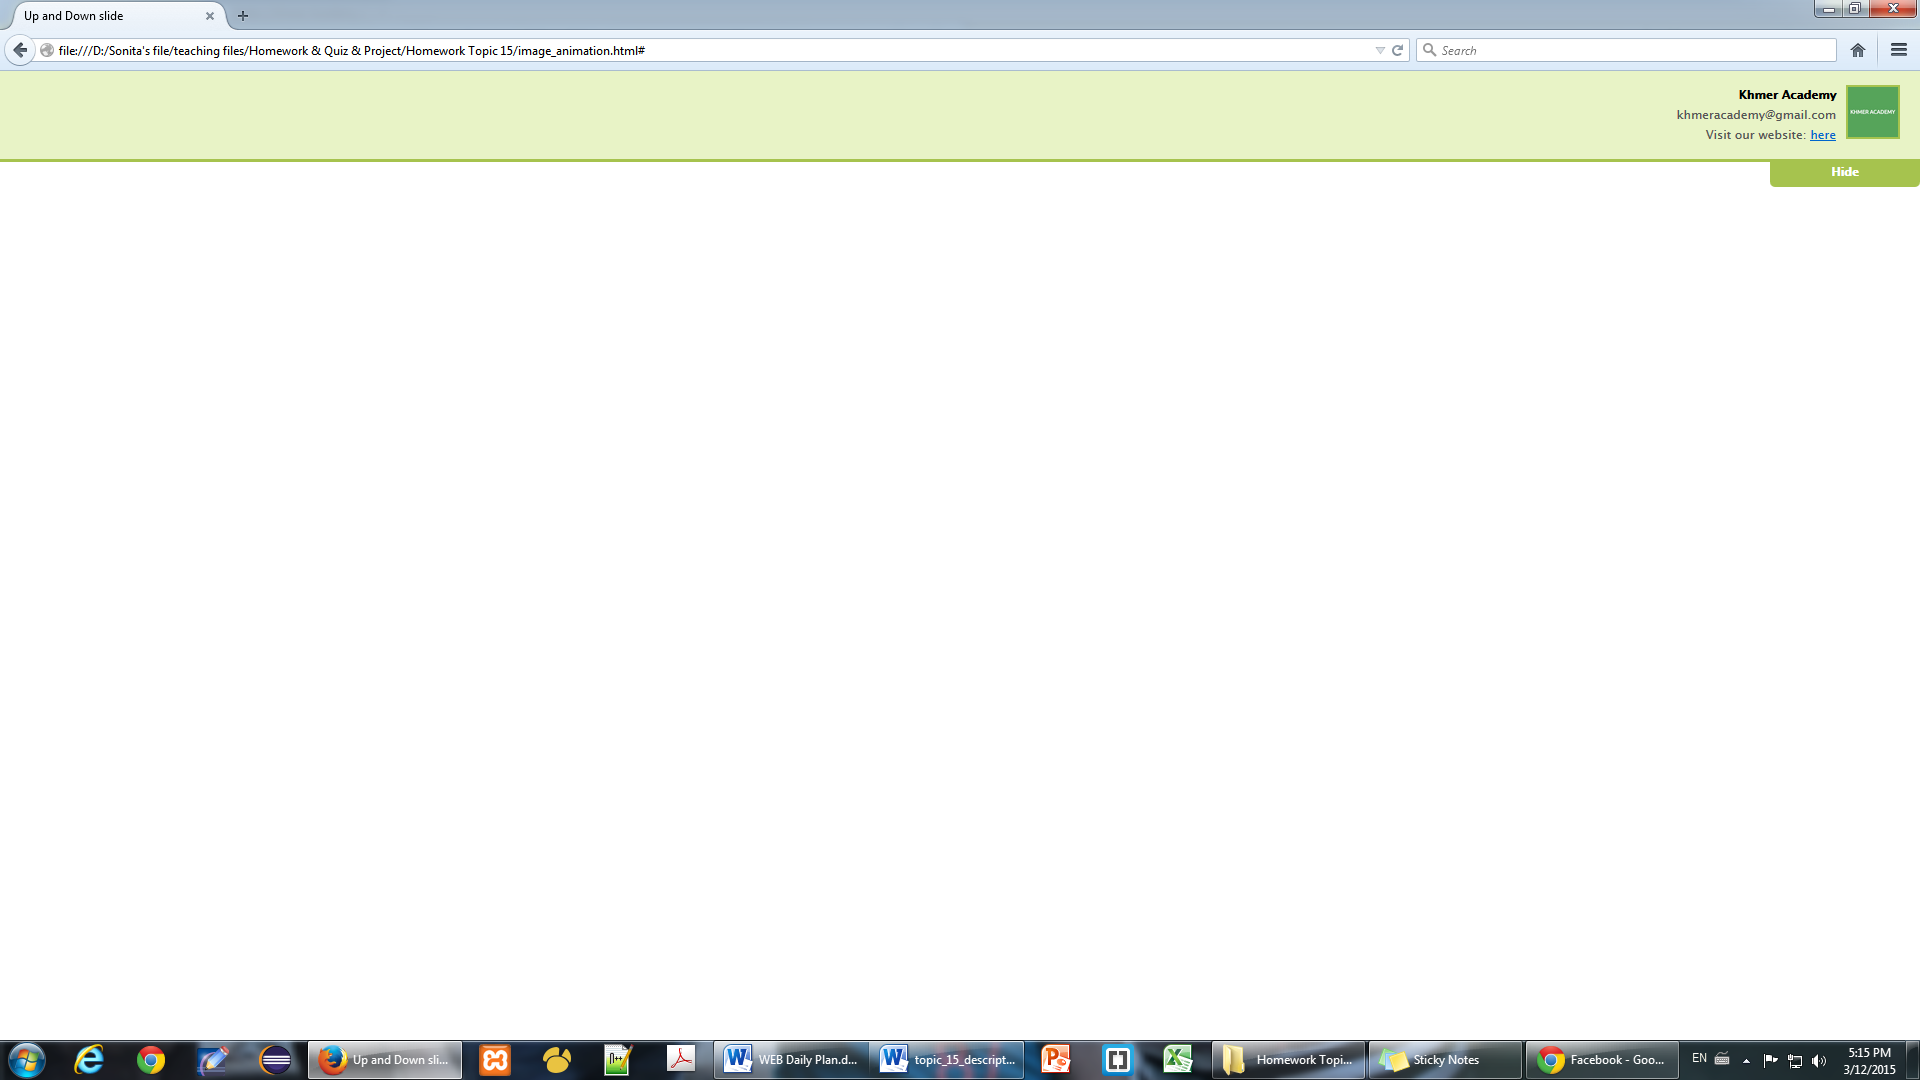 Up and Down slide
file:///D:/Sonita's file/teaching files/Homework & Quiz & Project/Homework Topic 15/image_animation.html#
Search
Khmer Academy
khmeracademy@gmail.com
Visit our website: here
KHMER ACADEMY
Hide
Up and Down sli...
WEB Daily Plan.d...
topic_15_descript...
Homework Topi...
Sticky Notes
Facebook - Goo...
EN
5:15 PM
3/12/2015